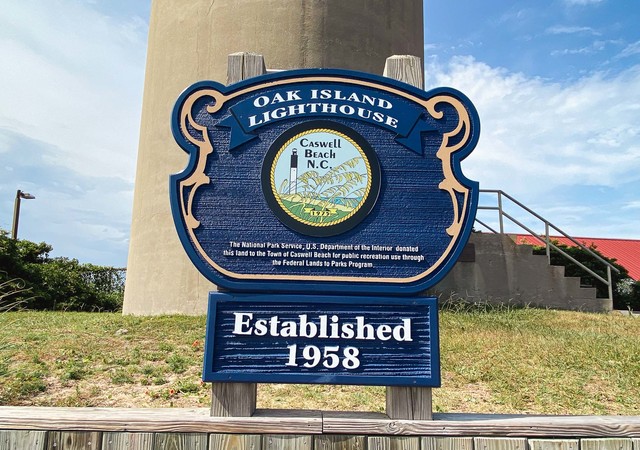 OAK ISLAND
LIGHTHOUSE
Caswell
Beach
N.C.
1975
The National Park Service, U.S. Department of the Interior donated
this land to the Town of Caswell Beach for public recreation use through
the Federal Lands to Parks Program.
Established
1958